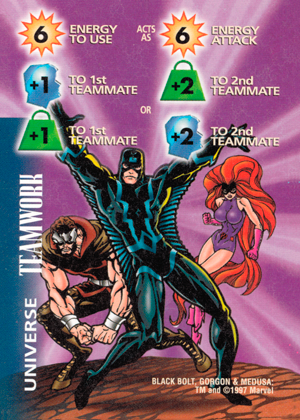 6 ENERGY TO USE
ACTS AS
6 ENERGY ATTACK
+1 TO 1st TEAMMATE
+2 TO 2nd TEAMMATE
OR
+1 TO 1st TEAMMATE
+2 TO 2nd TEAMMATE
UNIVERSE TEAMWORK
BLACK BOLT, GORGON & MEDUSA:
TM and ©1997 Marvel